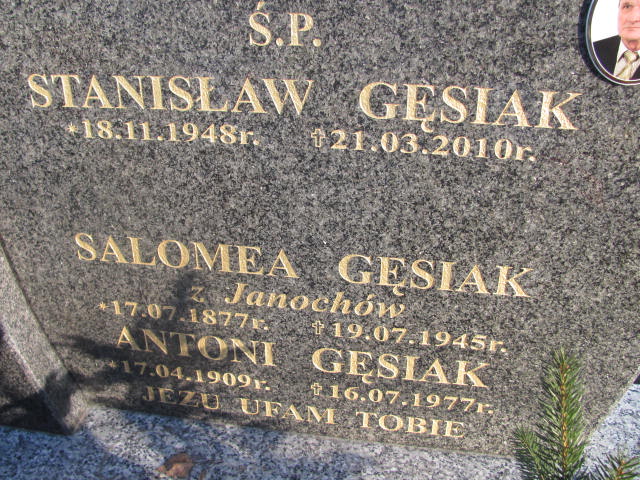 Ś.P.
STANISŁAW GĘSIAK
*18.11.1948r. ✝21.03.2010r.
SALOMEA GĘSIAK
z Janochów
*17.07.1877r. ✝19.07.1945r.
ANTONI GĘSIAK
*17.04.1909r. ✝16.07.1977r.
JEZU UFAM TOBIE